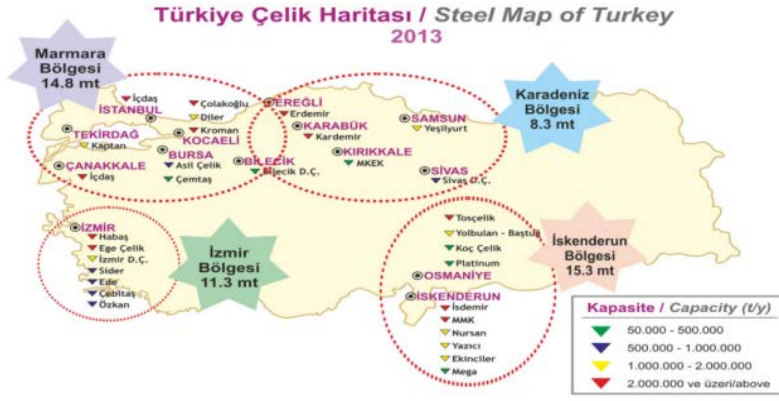 Türkiye Çelik Haritası / Steel Map of Turkey
2013
Marmara
Bölgesi
14.8 mt
Karadeniz
Bölgesi
8.3 mt
İçdaş
İSTANBUL
Çolakoğlu
Diler
Kroman
KOCAELİ
TEKİRDAĞ
Kaptan
ÇANAKKALE
İçdaş
BURSA
Asil Çelik
Çemtaş
BİLECİK
Bilecik D.Ç.
EREĞLİ
Erdemir
KARABÜK
Kardemir
KIRIKKALE
MKEK
SAMSUN
Yeşilyurt
SİVAS
Sivas D.Ç.
İZMİR
Habaş
Ege Çelik
İzmir D.Ç.
Sider
Ede
Çebitaş
Özkan
İzmir
Bölgesi
11.3 mt
Tosçelik
Yolbulan - Baştuğ
Koç Çelik
Platinum
OSMANİYE
İSKENDERUN
İsdemir
MMK
Nursan
Yazıcı
Ekinciler
Mega
İskenderun
Bölgesi
15.3 mt
Kapasite / Capacity (t/y)
50.000 - 500.000
500.000 - 1.000.000
1.000.000 - 2.000.000
2.000.000 ve üzeri/above